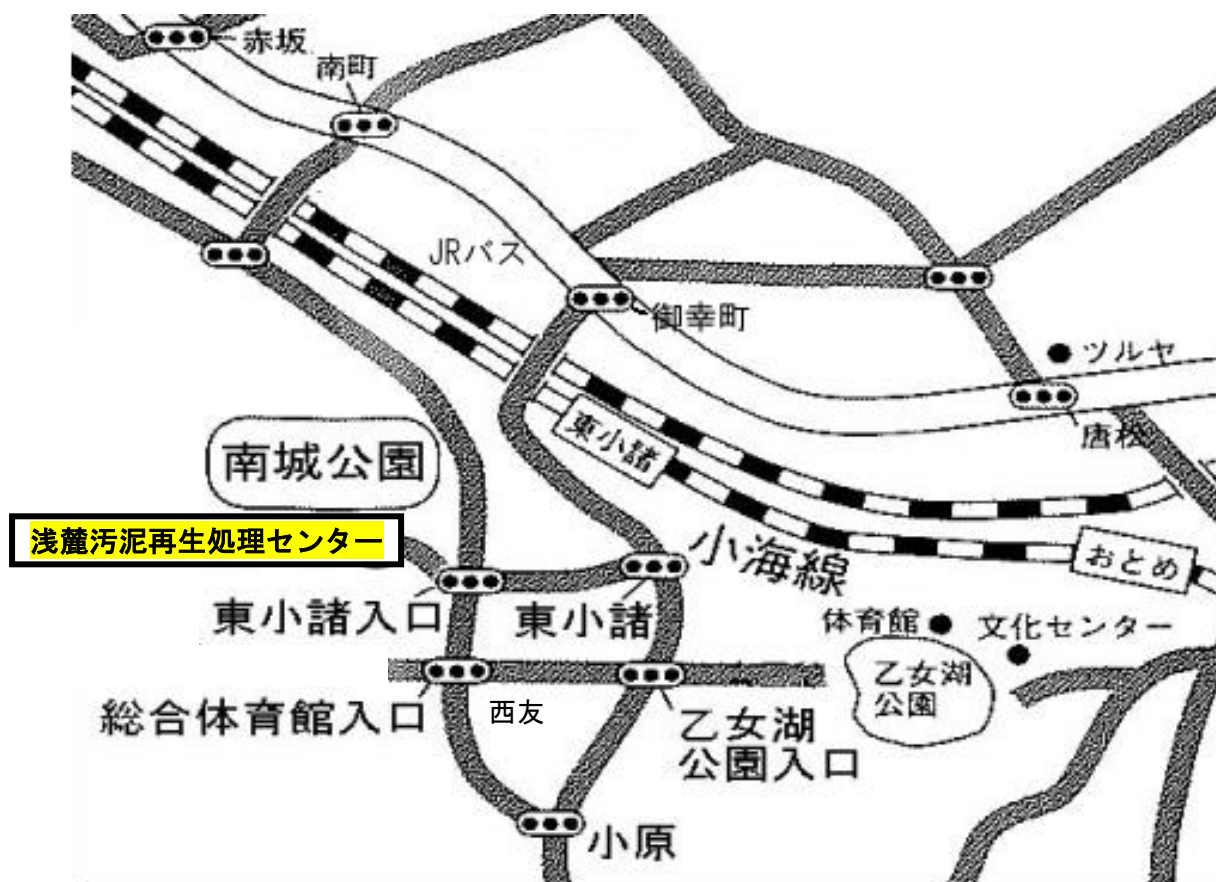 赤坂
南町
JRバス
御幸町
ツルヤ
唐松
南城公園
東小諸
浅麓汚泥再生処理センター
小海線
おとめ
東小諸入口
東小諸
体育館
文化センター
乙女湖
公園
総合体育館入口
西友
乙女湖
公園入口
小原